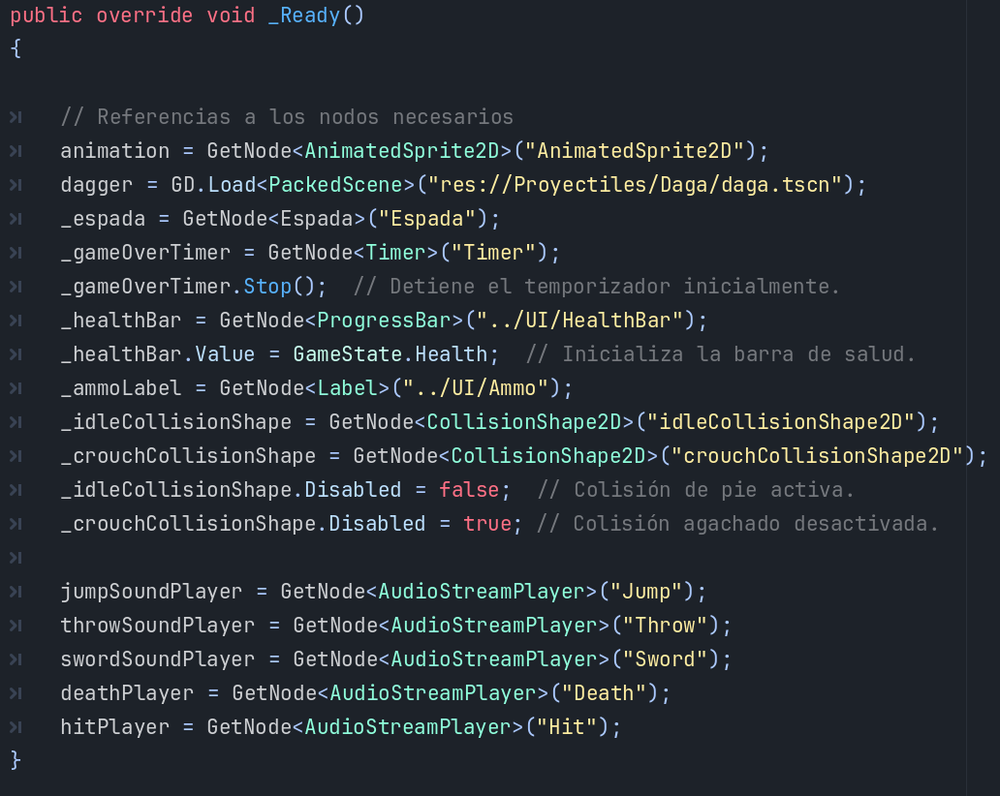 public override void _Ready()
{
// Referencias a los nodos necesarios
animation = GetNode<AnimatedSprite2D>("AnimatedSprite2D");
dagger = GD.Load<PackedScene>("res://Proyectiles/Daga/daga.tscn");
_espada = GetNode<Espada>("Espada");
_gameOverTimer = GetNode<Timer>("Timer");
_gameOverTimer.Stop();  // Detiene el temporizador inicialmente.
_healthBar = GetNode<ProgressBar>("../UI/HealthBar");
_healthBar.Value = GameState.Health;  // Inicializa la barra de salud.
_ammoLabel = GetNode<Label>("../UI/Ammo");
_idleCollisionShape = GetNode<CollisionShape2D>("idleCollisionShape2D");
_crouchCollisionShape = GetNode<CollisionShape2D>("crouchCollisionShape2D");
_idleCollisionShape.Disabled = false;  // Colisión de pie activa.
_crouchCollisionShape.Disabled = true; // Colisión agachado desactivada.
jumpSoundPlayer = GetNode<AudioStreamPlayer>("Jump");
throwSoundPlayer = GetNode<AudioStreamPlayer>("Throw");
swordSoundPlayer = GetNode<AudioStreamPlayer>("Sword");
deathPlayer = GetNode<AudioStreamPlayer>("Death");
hitPlayer = GetNode<AudioStreamPlayer>("Hit");
}